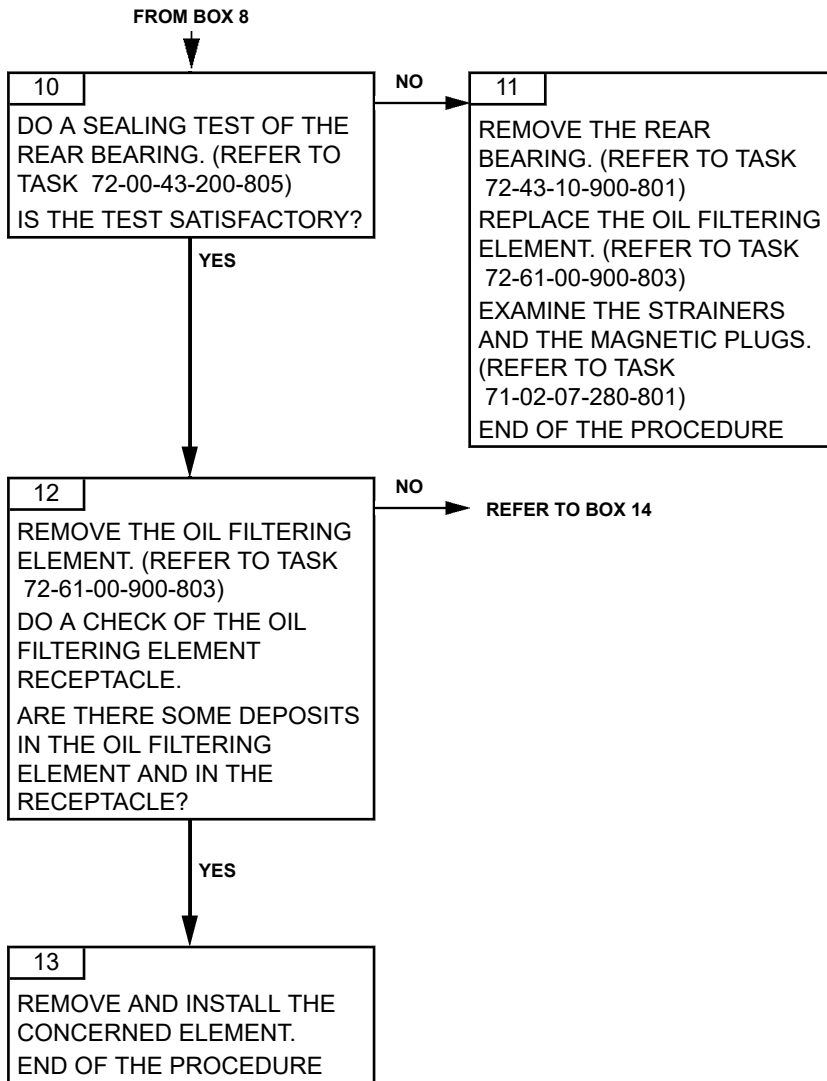 FROM BOX 8
10
DO A SEALING TEST OF THE
REAR BEARING. (REFER TO
TASK 72-00-43-200-805)
IS THE TEST SATISFACTORY?
NO
11
REMOVE THE REAR
BEARING. (REFER TO TASK
72-43-10-900-801)
REPLACE THE OIL FILTERING
ELEMENT. (REFER TO TASK
72-61-00-900-803)
EXAMINE THE STRAINERS
AND THE MAGNETIC PLUGS.
(REFER TO TASK
71-02-07-280-801)
END OF THE PROCEDURE
YES
12
REMOVE THE OIL FILTERING
ELEMENT. (REFER TO TASK
72-61-00-900-803)
DO A CHECK OF THE OIL
FILTERING ELEMENT
RECEPTACLE.
ARE THERE SOME DEPOSITS
IN THE OIL FILTERING
ELEMENT AND IN THE
RECEPTACLE?
NO
REFER TO BOX 14
YES
13
REMOVE AND INSTALL THE
CONCERNED ELEMENT.
END OF THE PROCEDURE